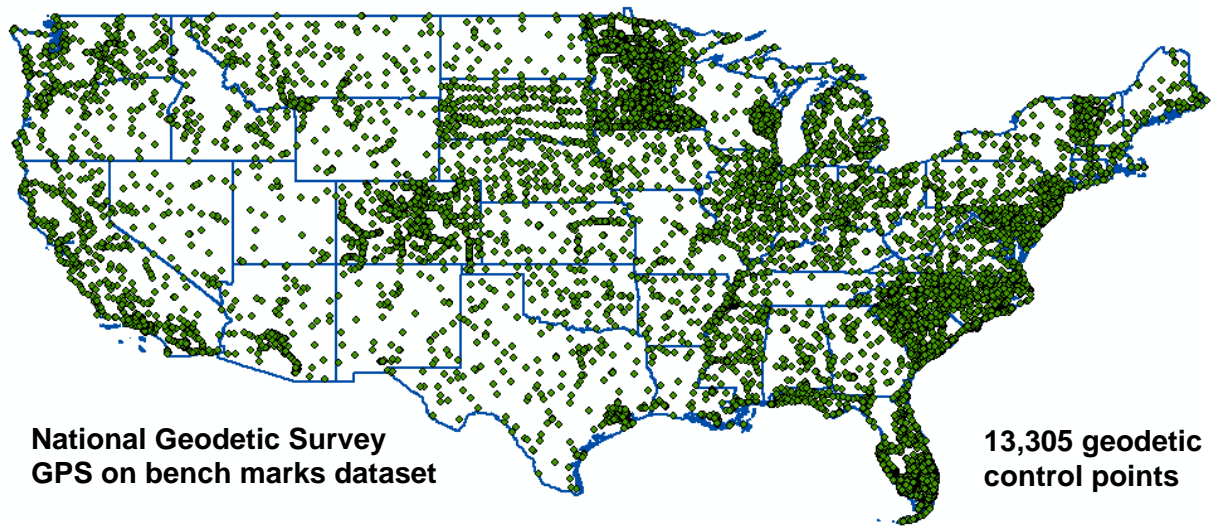 National Geodetic Survey
GPS on bench marks dataset
13,305 geodetic
control points